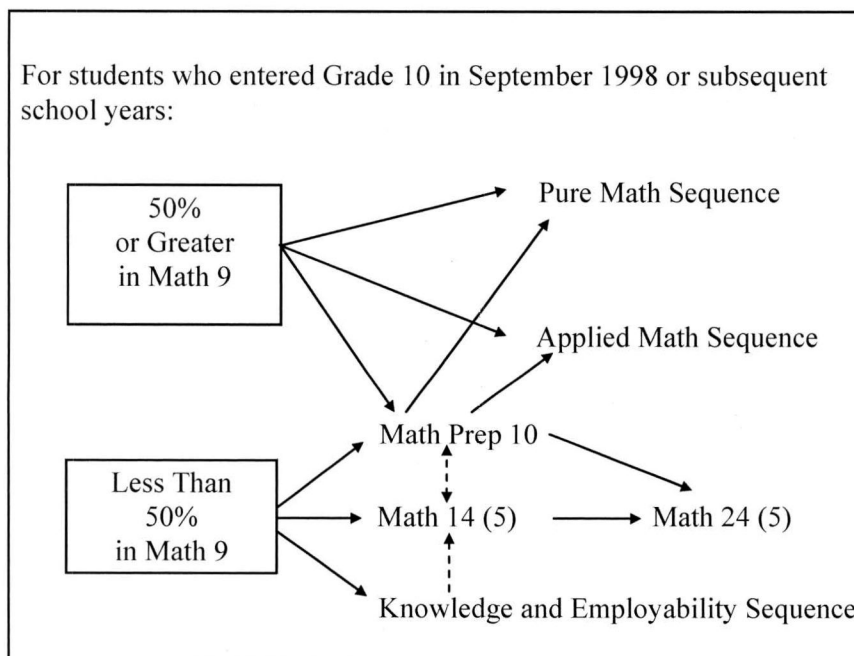 For students who entered Grade 10 in September 1998 or subsequent
school years:
50%
or Greater
in Math 9
Pure Math Sequence
Applied Math Sequence
Math Prep 10
Less Than
50%
in Math 9
Math 14 (5)
Math 24 (5)
Knowledge and Employability Sequence